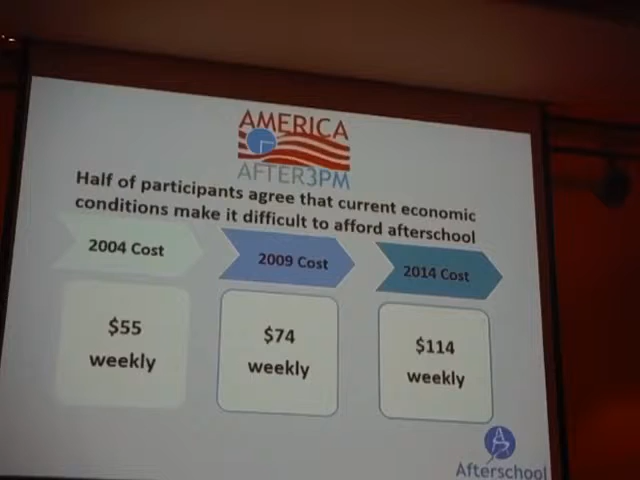 AMERICA
AFTER3PM
Half of participants agree that current economic
conditions make it difficult to afford afterschool
2004 Cost
2009 Cost
2014 Cost
$55
weekly
$74
weekly
$114
weekly
Afterschool